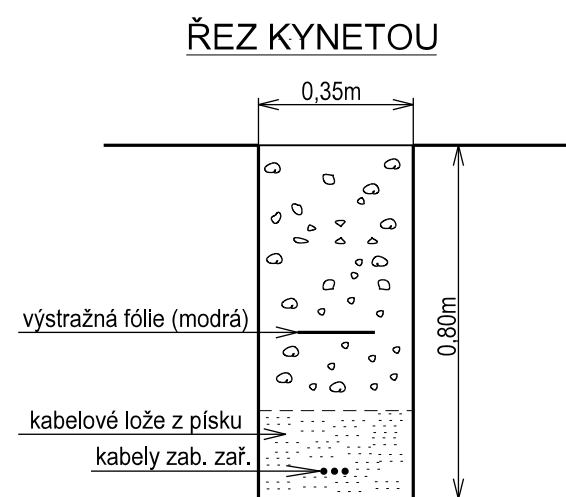 ŘEZ KYNETOU
0,35m
výstražná fólie (modrá)
0,80m
kabelové lože z písku
kabely zab. zař.